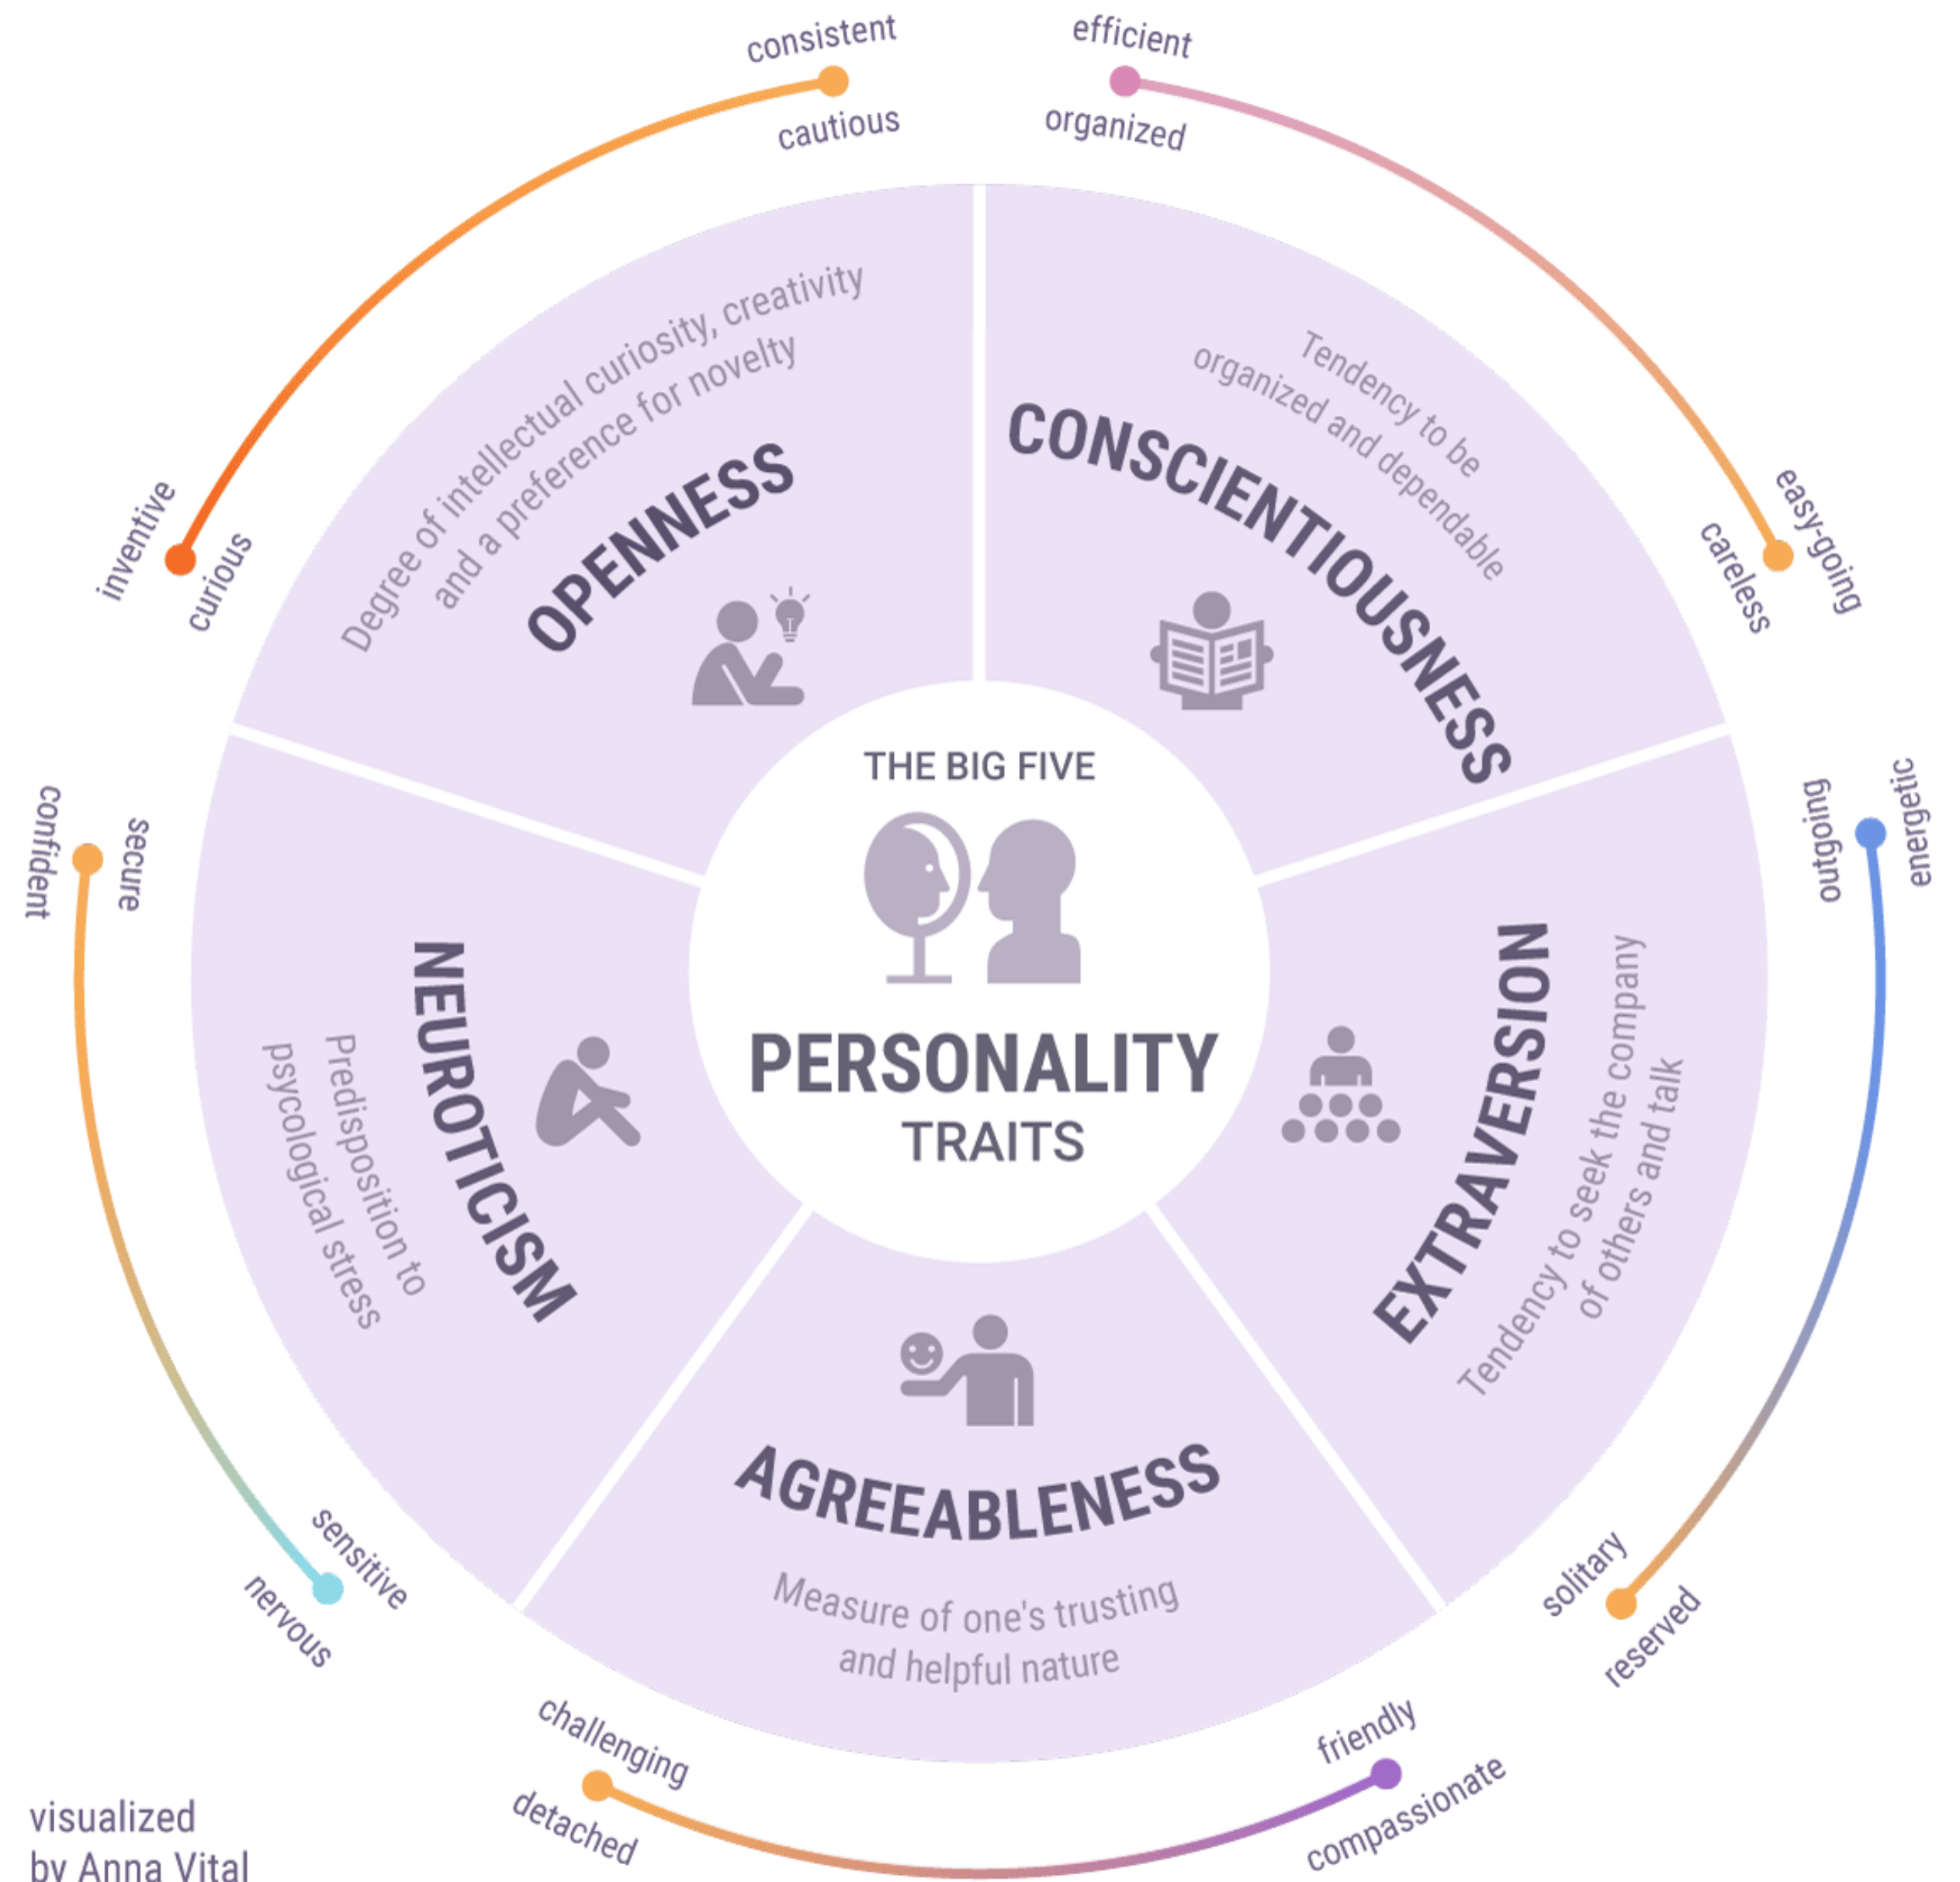 THE BIG FIVE
PERSONALITY
TRAITS
consistent
cautious
inventive
curious
Degree of intellectual curiosity, creativity
and a preference for novelty
OPENNESS
efficient
organized
easy-going
careless
Tendency to be
organized and dependable
CONSCIENTIOUSNESS
energetic
outgoing
solitary
reserved
EXTRAVERSION
Tendency to seek the company
of others and talk
AGREEABLENESS
Measure of one's trusting
and helpful nature
friendly
compassionate
challenging
detached
NEUROTICISM
Predisposition to
psycological stress
secure
confident
sensitive
nervous
visualized
by Anna Vital